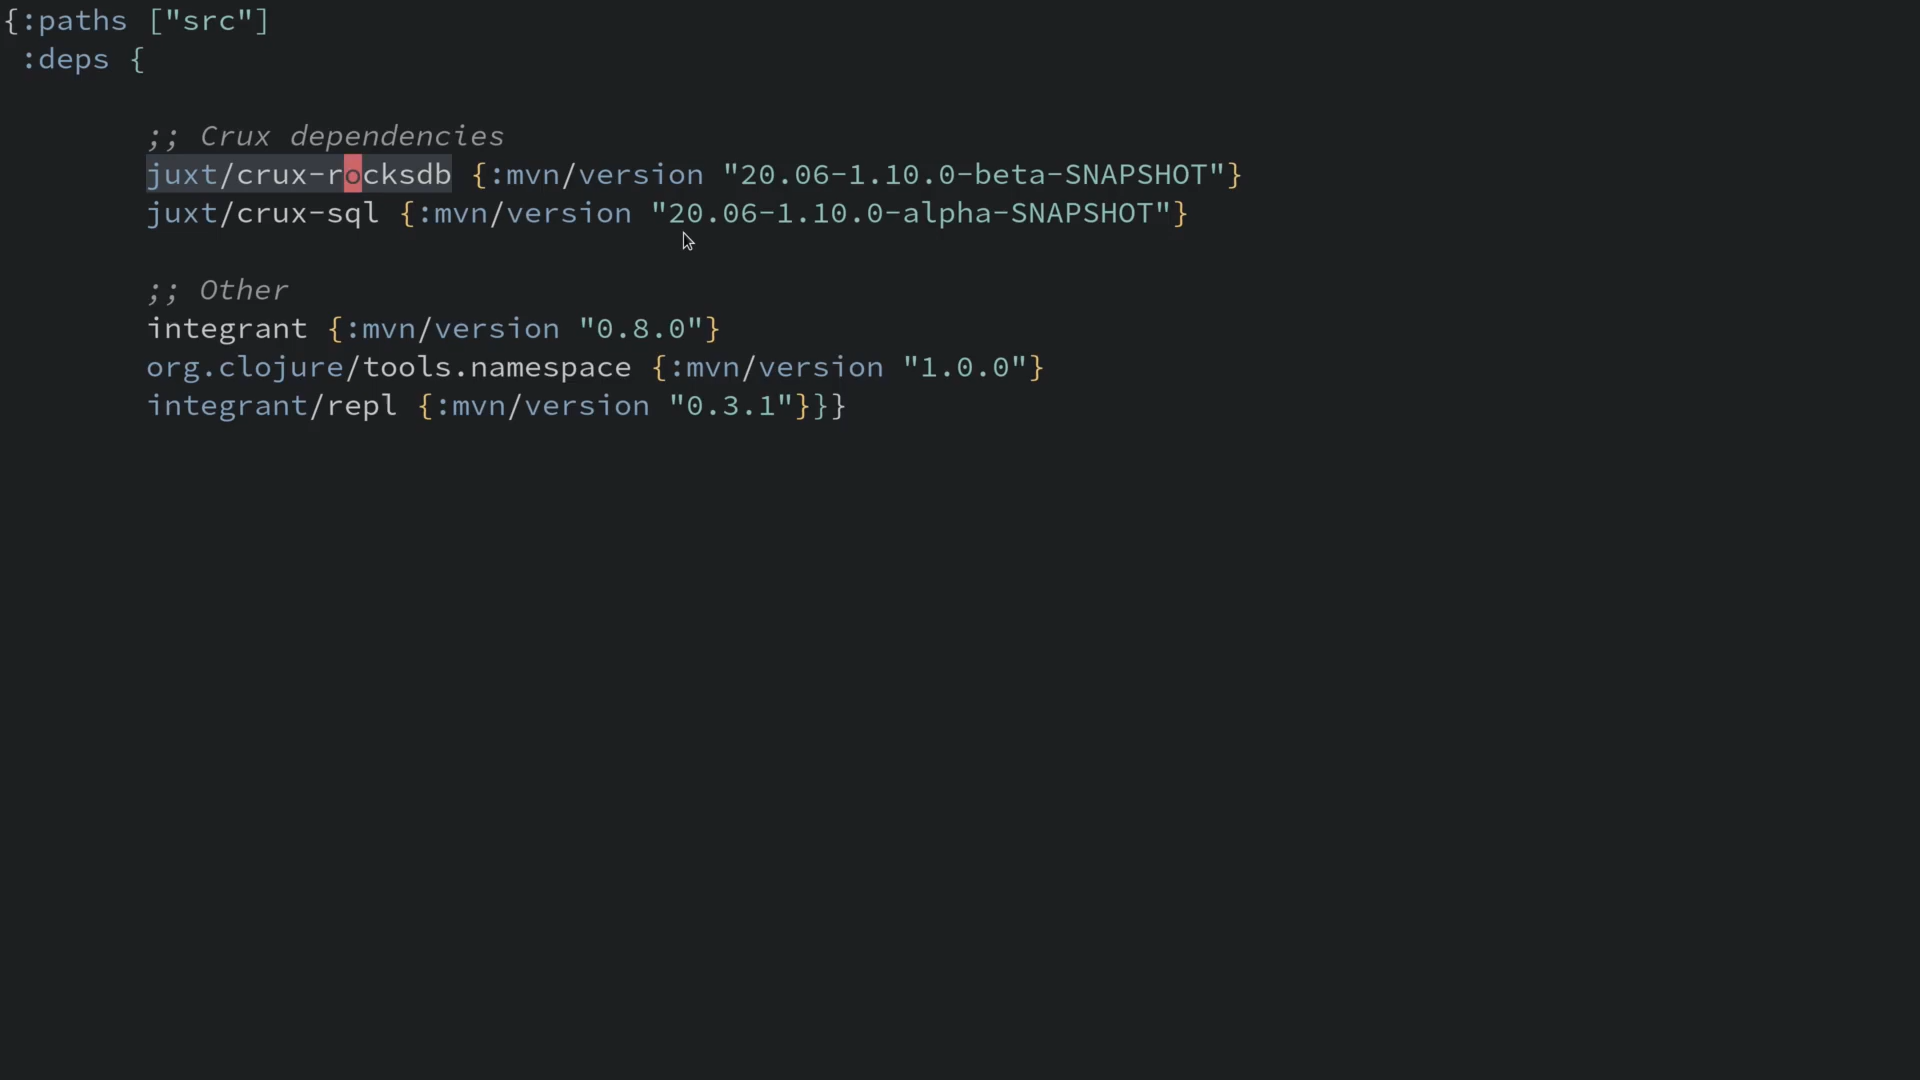 {:paths ["src"]
 :deps {
        ;; Crux dependencies
        juxt/crux-rocksdb {:mvn/version "20.06-1.10.0-beta-SNAPSHOT"}
        juxt/crux-sql {:mvn/version "20.06-1.10.0-alpha-SNAPSHOT"}
        ;; Other
        integrant {:mvn/version "0.8.0"}
        org.clojure/tools.namespace {:mvn/version "1.0.0"}
        integrant/repl {:mvn/version "0.3.1"}}}